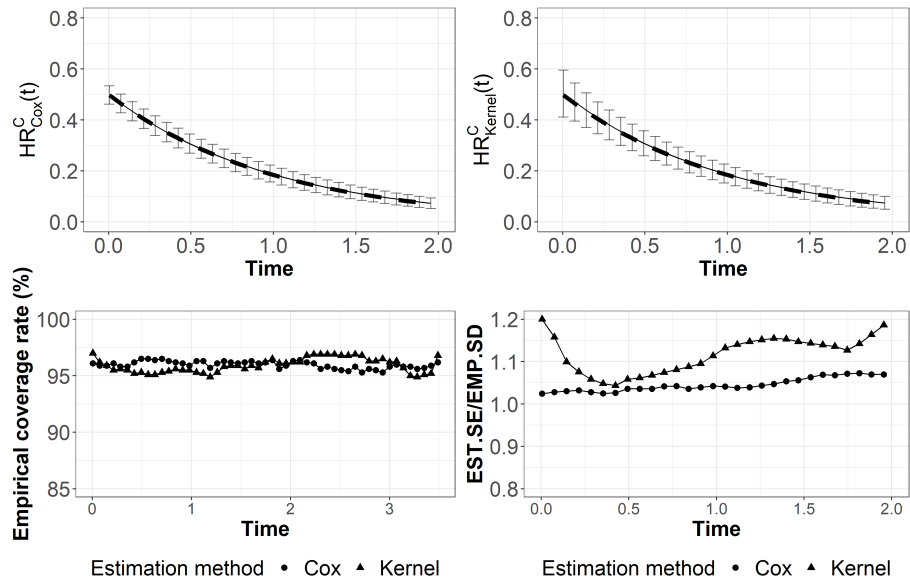 HR^C_Cox(t)
0.8
0.6
0.4
0.2
0.0
0.0 0.5 1.0 1.5 2.0
Time
HR^C_Kernel(t)
0.8
0.6
0.4
0.2
0.0
0.0 0.5 1.0 1.5 2.0
Time
Empirical coverage rate (%)
100
95
90
85
0 1 2 3
Time
EST.SE/EMP.SD
1.2
1.1
1.0
0.9
0.8
0.0 0.5 1.0 1.5 2.0
Time
Estimation method Cox Kernel
Estimation method Cox Kernel